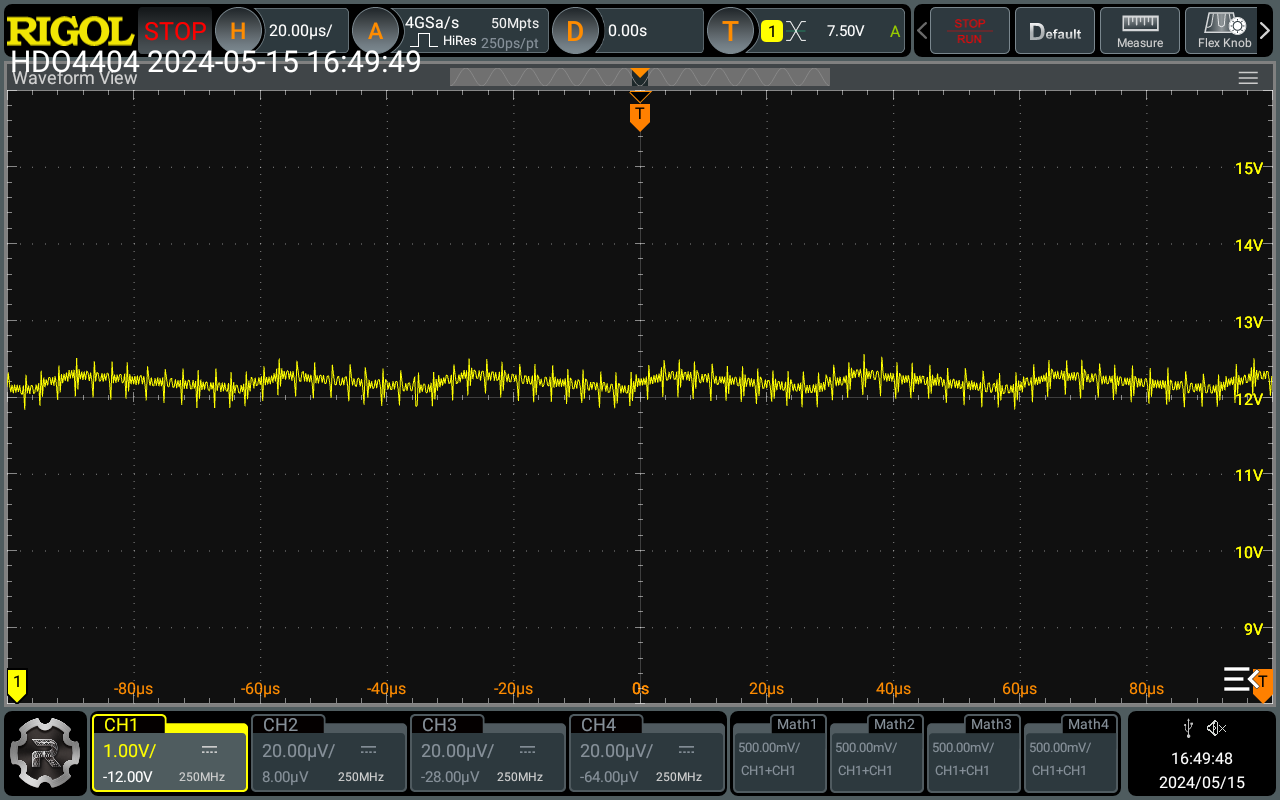 RIGOL STOP H 20.00µs/ A 4GSa/s 50Mpts D 0.00s T 1 7.50V A STOP RUN Default Measure Flex Knob
HiRes 250ps/pt
HDO4404 2024-05-15 16:49:49
Waveform View
T
15V
14V
13V
12V
11V
10V
9V
1 -80µs -60µs -40µs -20µs 0s 20µs 40µs 60µs 80µs T
CH1 CH2 CH3 CH4 Math1 Math2 Math3 Math4
1.00V/ 20.00µV/ 20.00µV/ 20.00µV/ 500.00mV/ 500.00mV/ 500.00mV/ 500.00mV/
-12.00V 250MHz 8.00µV 250MHz -28.00µV 250MHz -64.00µV 250MHz CH1+CH1 CH1+CH1 CH1+CH1 CH1+CH1
R
16:49:48
2024/05/15